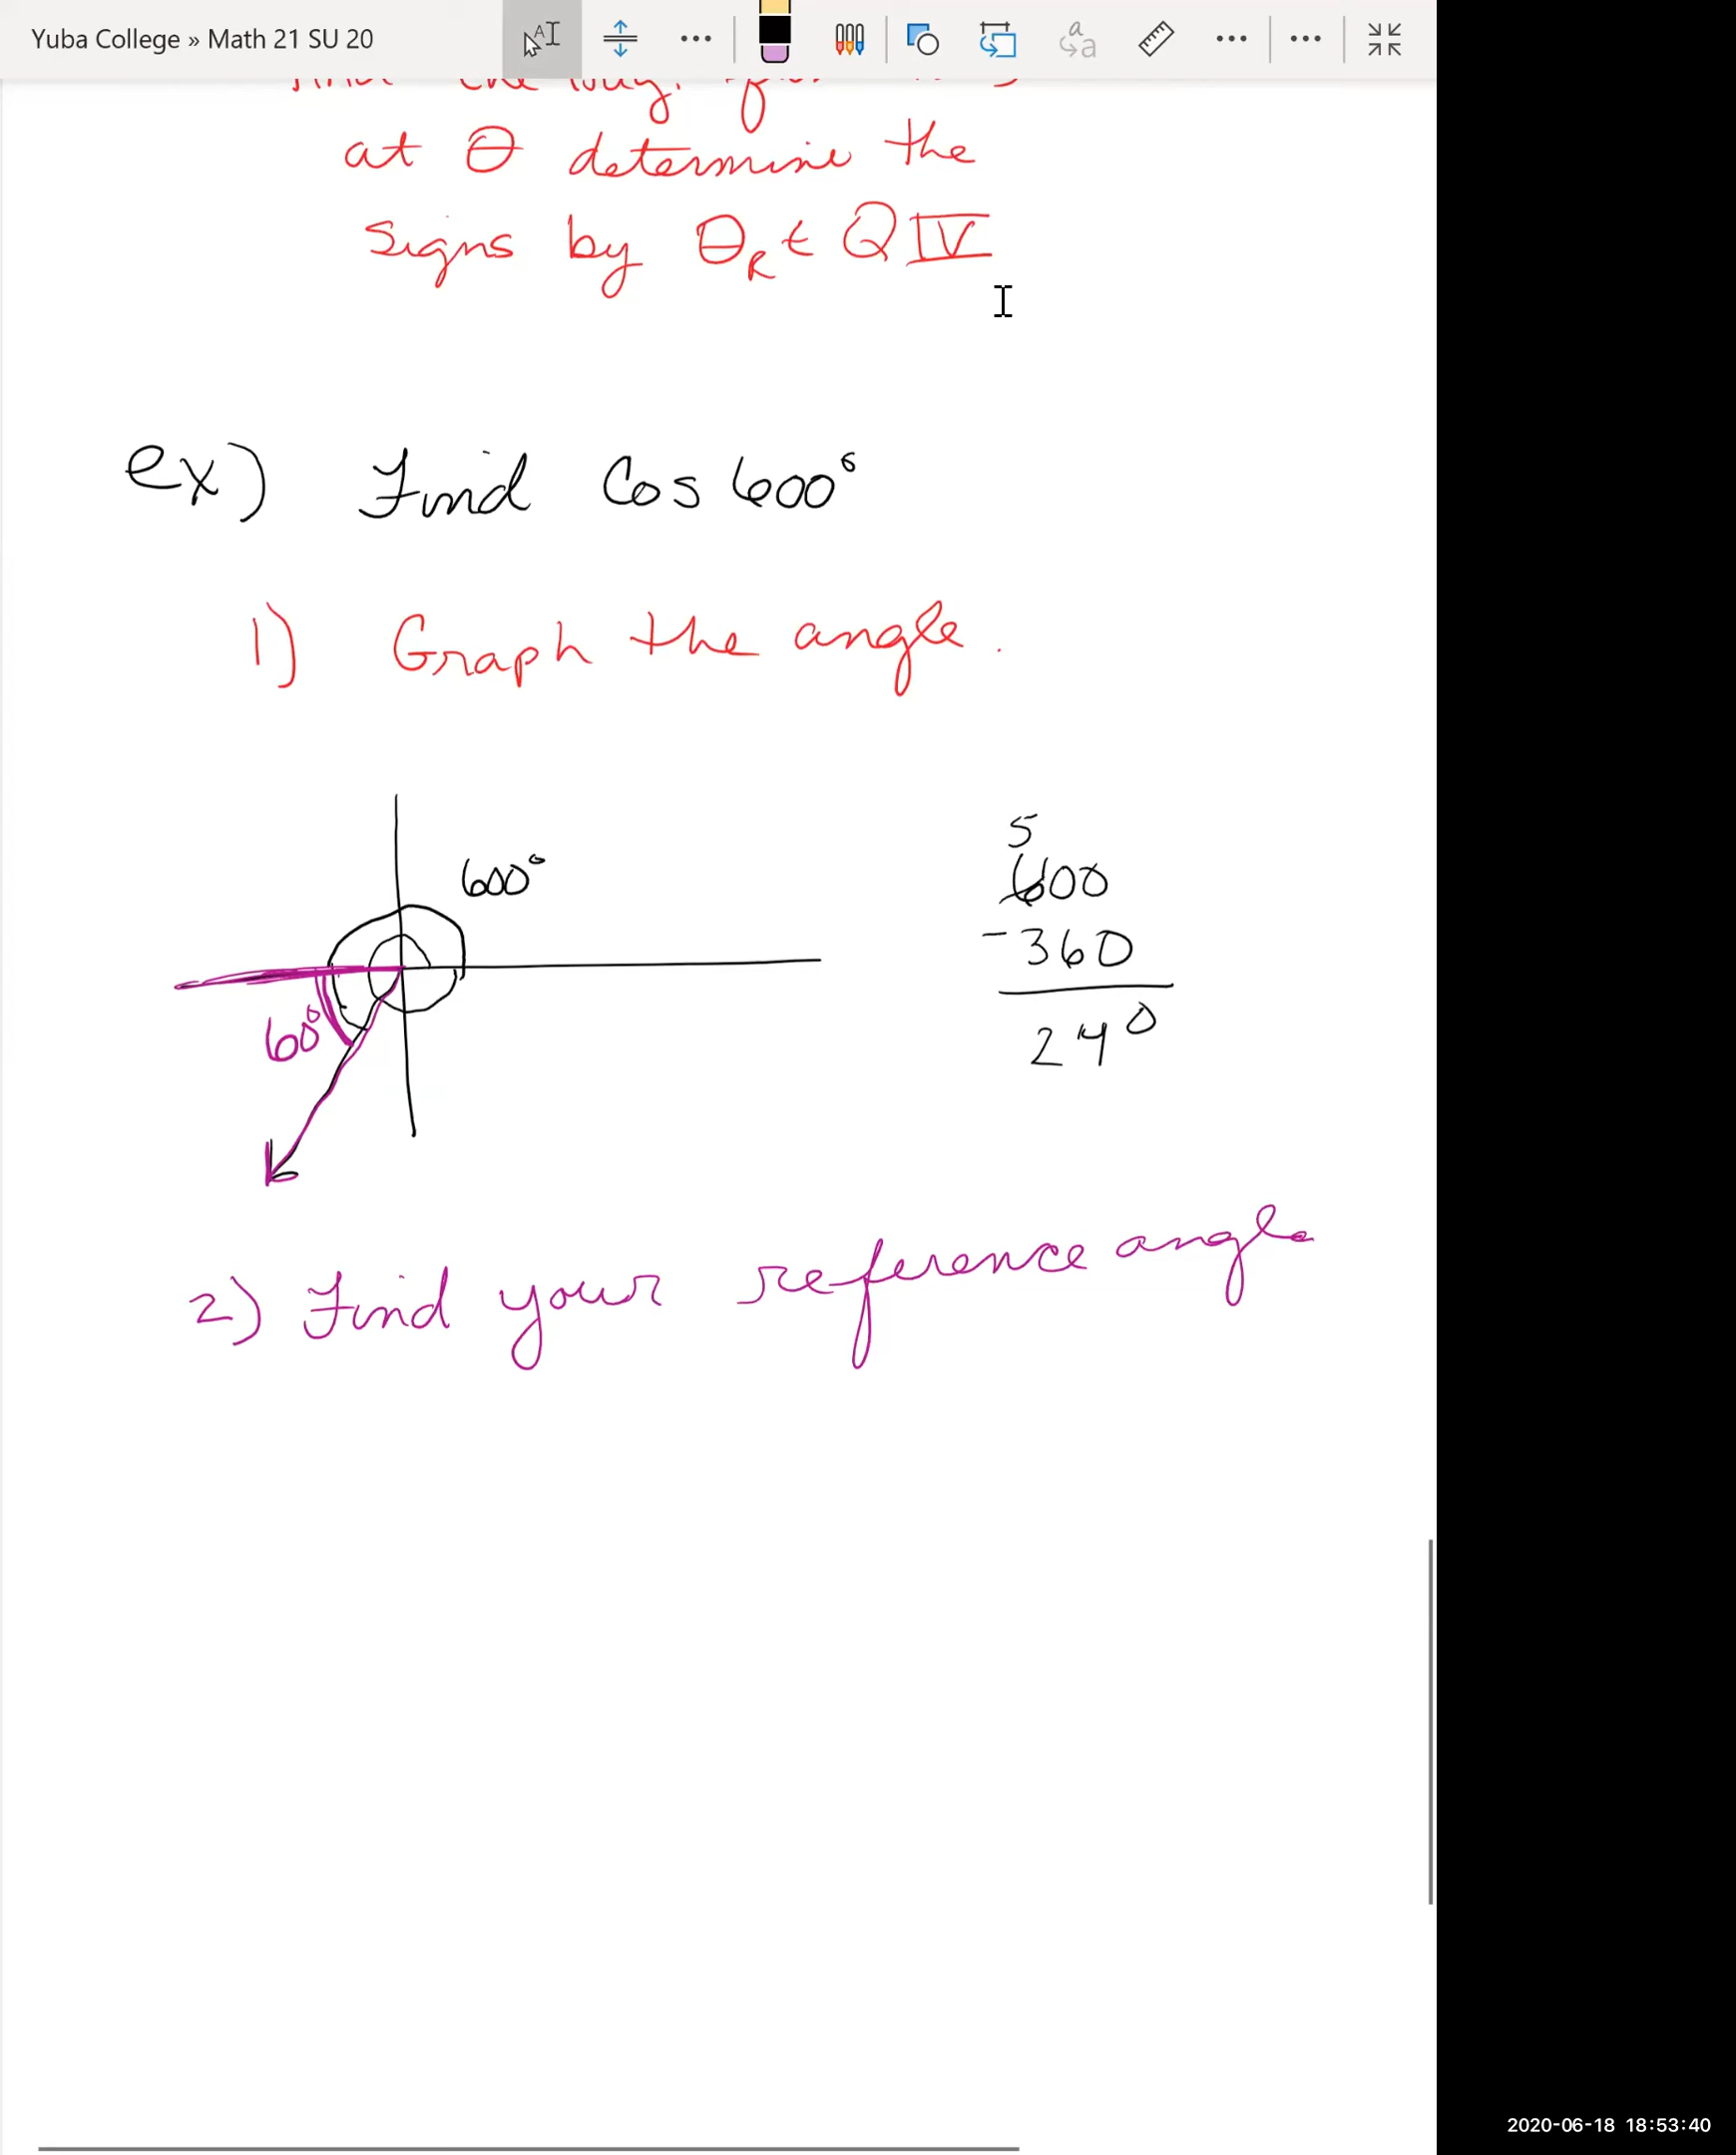 Yuba College » Math 21 SU 20
at θ determine the
signs by θR & Q IV
ex) Find Cos 600°
1) Graph the angle.
600°
60°
5
600
-360
240
2) Find your reference angle
2020-06-18 18:53:40